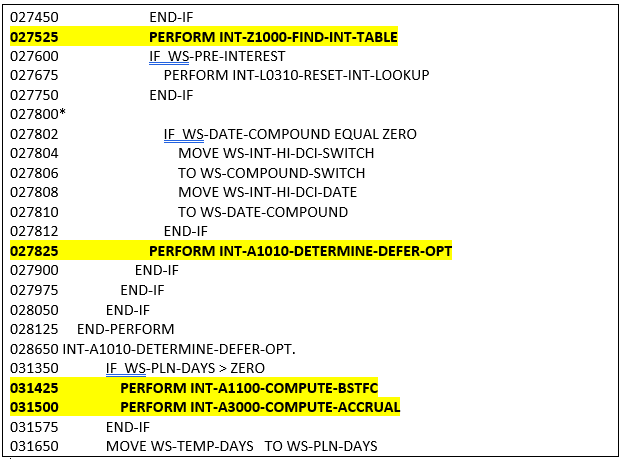 027450 END-IF
027525 PERFORM INT-Z1000-FIND-INT-TABLE
027600 IF WS-PRE-INTEREST
027675 PERFORM INT-L0310-RESET-INT-LOOKUP
027750 END-IF
027800*
027802 IF WS-DATE-COMPOUND EQUAL ZERO
027804 MOVE WS-INT-HI-DCI-SWITCH
027806 TO WS-COMPOUND-SWITCH
027808 MOVE WS-INT-HI-DCI-DATE
027810 TO WS-DATE-COMPOUND
027812 END-IF
027825 PERFORM INT-A1010-DETERMINE-DEFER-OPT
027900 END-IF
027975 END-IF
028050 END-IF
028125 END-PERFORM
028650 INT-A1010-DETERMINE-DEFER-OPT.
031350 IF WS-PLN-DAYS > ZERO
031425 PERFORM INT-A1100-COMPUTE-BSTFC
031500 PERFORM INT-A3000-COMPUTE-ACCRUAL
031575 END-IF
031650 MOVE WS-TEMP-DAYS TO WS-PLN-DAYS